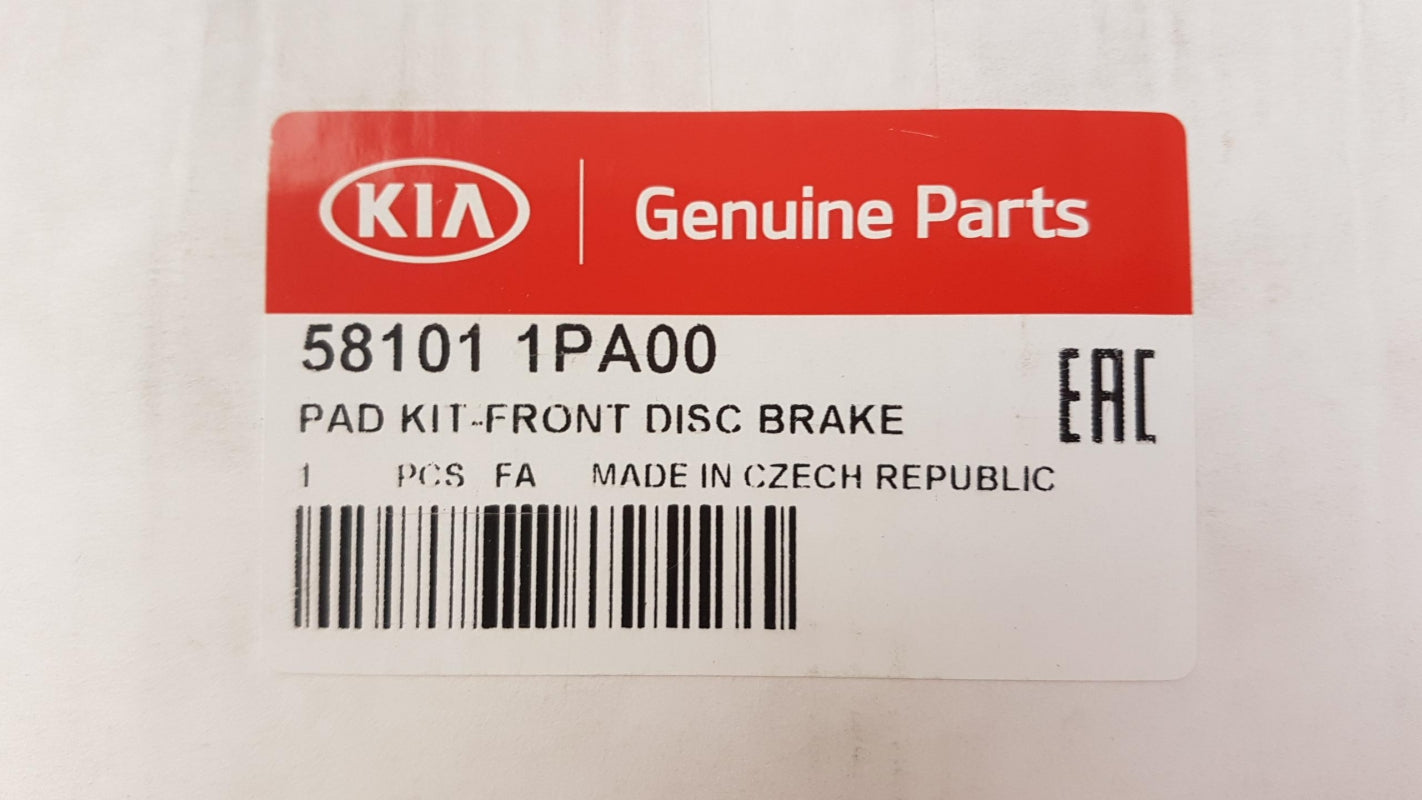 KIA Genuine Parts
58101 1PA00
PAD KIT-FRONT DISC BRAKE
EAC
1 PCS FA MADE IN CZECH REPUBLIC